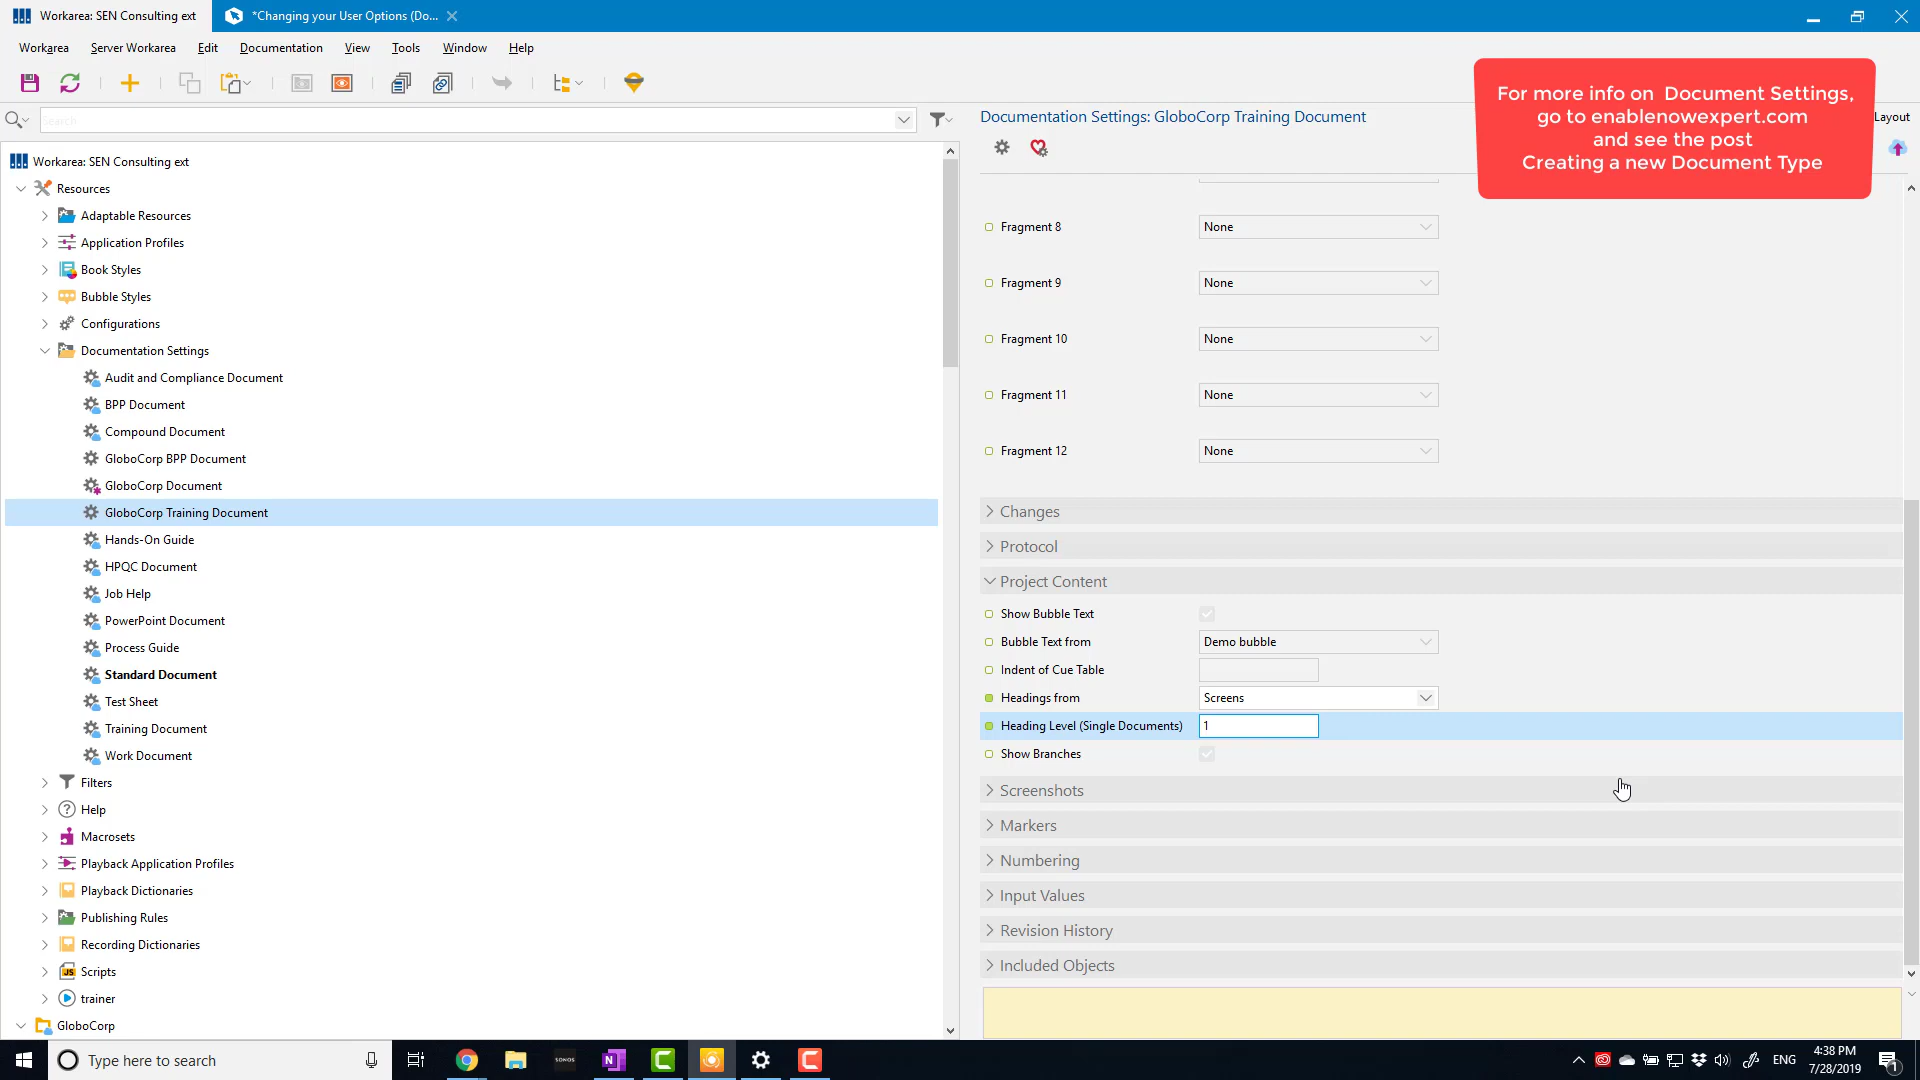 Workarea: SEN Consulting ext
*Changing your User Options (Do...
Workarea Server Workarea Edit Documentation View Tools Window Help
Search
Documentation Settings: GloboCorp Training Document
Layout
For more info on Document Settings,
go to enablenowexpert.com
and see the post
Creating a new Document Type
Workarea: SEN Consulting ext
Resources
Adaptable Resources
Application Profiles
Book Styles
Bubble Styles
Configurations
Documentation Settings
Audit and Compliance Document
BPP Document
Compound Document
GloboCorp BPP Document
GloboCorp Document
GloboCorp Training Document
Hands-On Guide
HPQC Document
Job Help
PowerPoint Document
Process Guide
Standard Document
Test Sheet
Training Document
Work Document
Filters
Help
Macrosets
Playback Application Profiles
Playback Dictionaries
Publishing Rules
Recording Dictionaries
JS Scripts
trainer
GloboCorp
Fragment 8 None
Fragment 9 None
Fragment 10 None
Fragment 11 None
Fragment 12 None
Changes
Protocol
Project Content
Show Bubble Text
Bubble Text from Demo bubble
Indent of Cue Table
Headings from Screens
Heading Level (Single Documents) 1
Show Branches
Screenshots
Markers
Numbering
Input Values
Revision History
Included Objects
Type here to search
SONOS
N
ENG
4:38 PM
7/28/2019
1